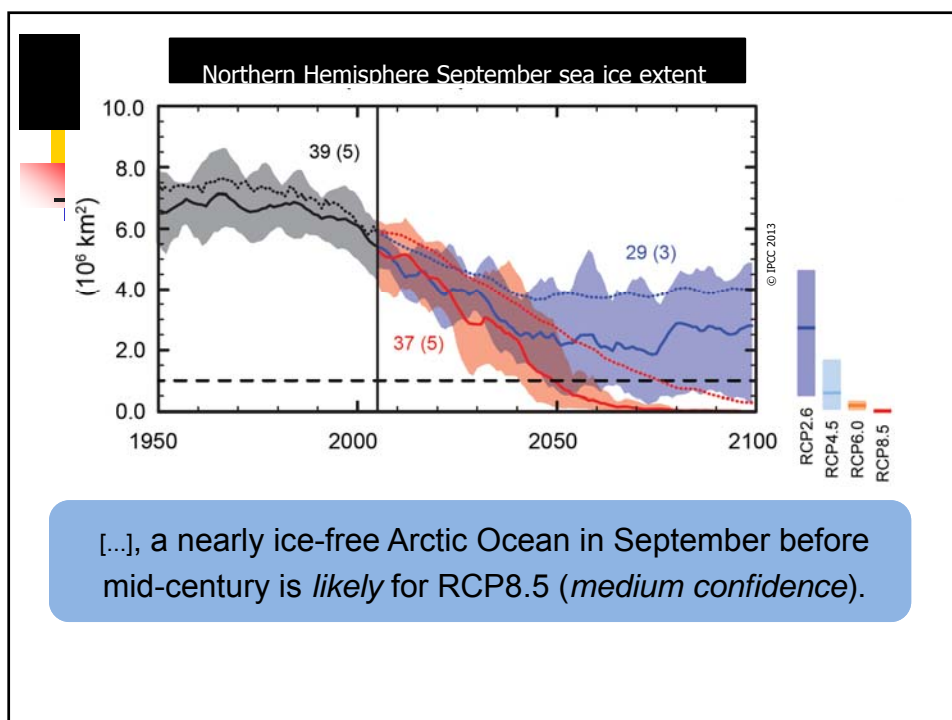 Northern Hemisphere September sea ice extent
10.0
8.0
6.0
4.0
2.0
0.0
(10⁶ km²)
39 (5)
29 (3)
37 (5)
© IPCC 2013
1950
2000
2050
2100
RCP2.6
RCP4.5
RCP6.0
RCP8.5
[...], a nearly ice-free Arctic Ocean in September before
mid-century is likely for RCP8.5 (medium confidence).